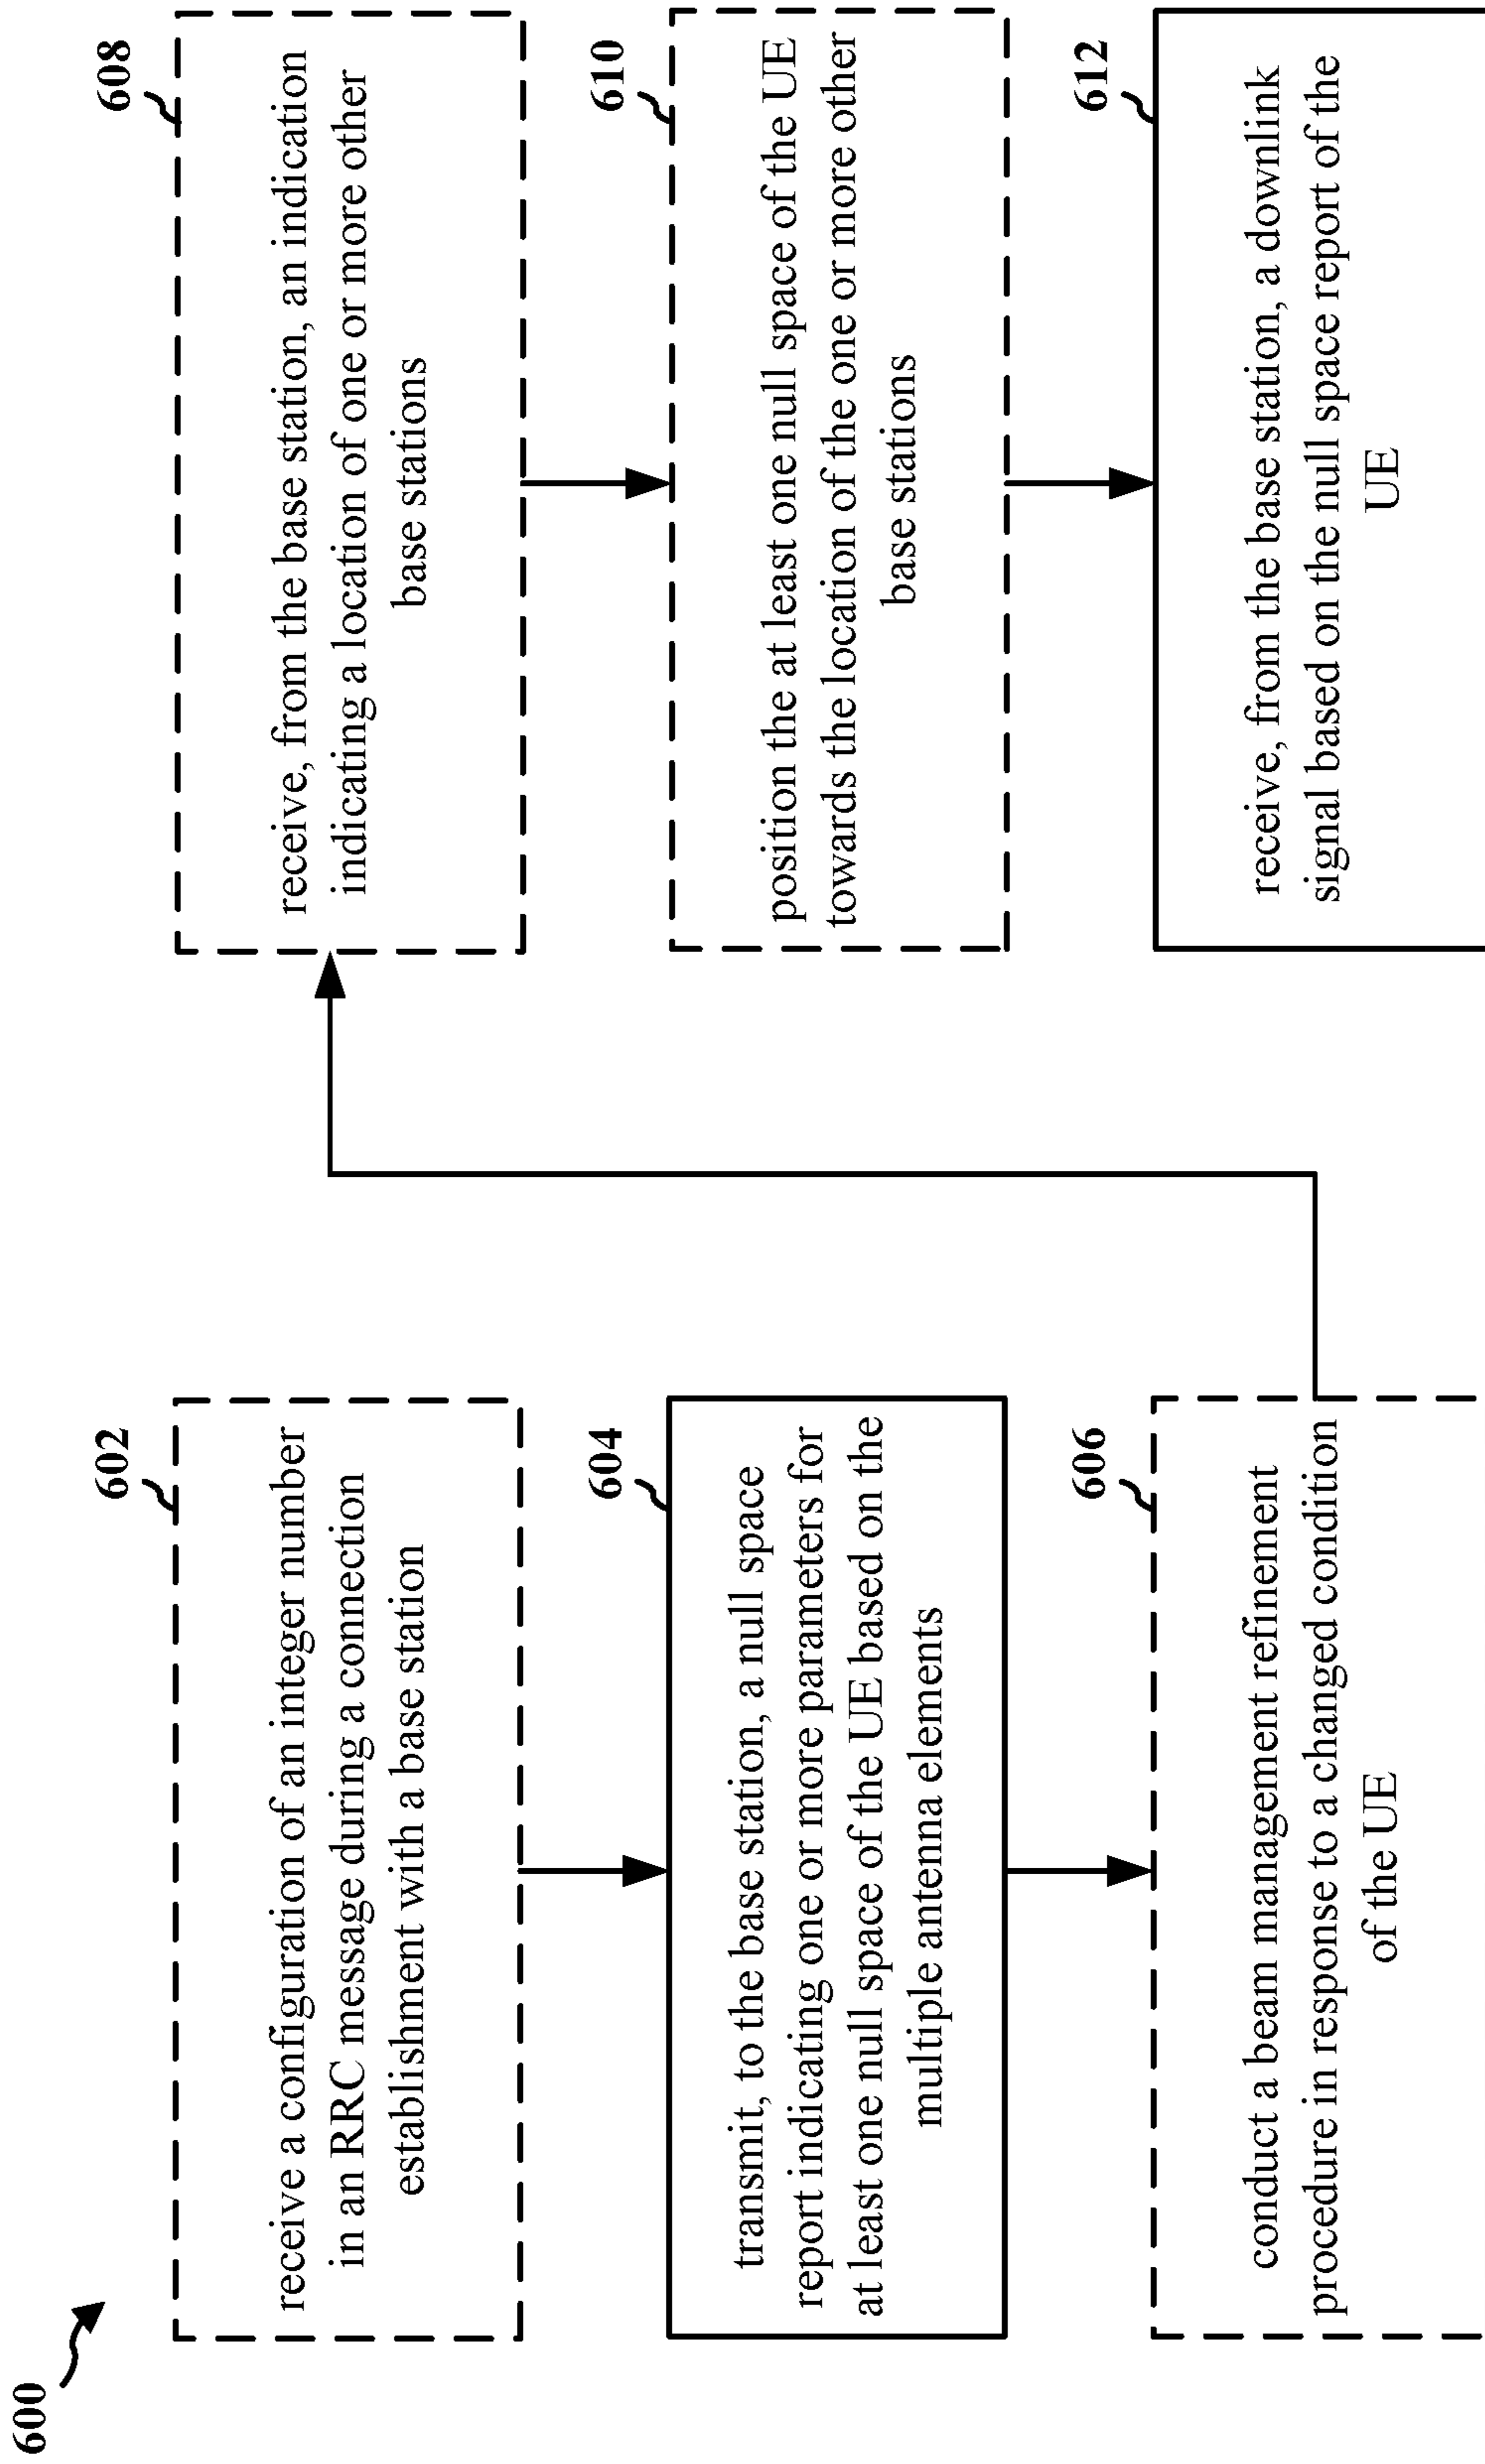 600
602
receive a configuration of an integer number
in an RRC message during a connection
establishment with a base station
604
transmit, to the base station, a null space
report indicating one or more parameters for
at least one null space of the UE based on the
multiple antenna elements
606
conduct a beam management refinement
procedure in response to a changed condition
of the UE
608
receive, from the base station, an indication
indicating a location of one or more other
base stations
610
position the at least one null space of the UE
towards the location of the one or more other
base stations
612
receive, from the base station, a downlink
signal based on the null space report of the
UE